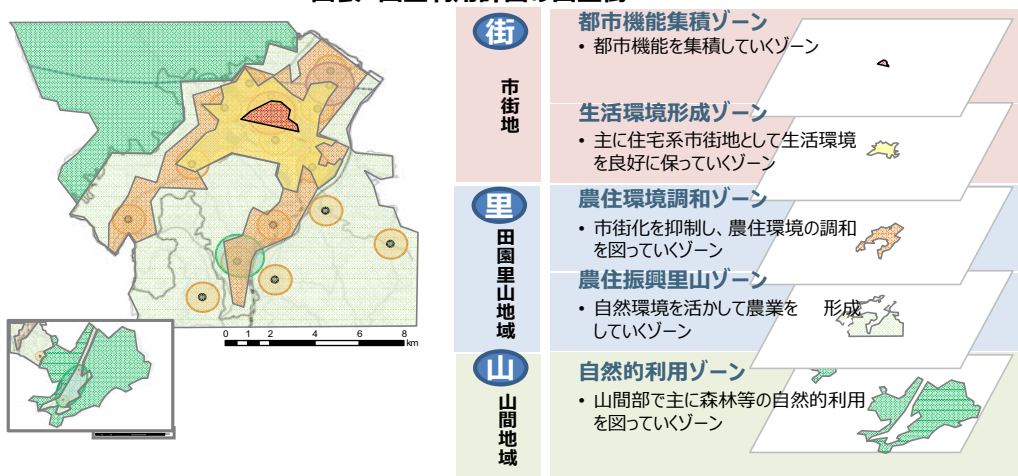 街
市街地
都市機能集積ゾーン
• 都市機能を集積していくゾーン
生活環境形成ゾーン
• 主に住宅系市街地として生活環境
を良好に保っていくゾーン
里
田園里山地域
農住環境調和ゾーン
• 市街化を抑制し、農住環境の調和
を図っていくゾーン
農住振興里山ゾーン
• 自然環境を活かして農業を 形成
していくゾーン
山
山間地域
自然的利用ゾーン
• 山間部で主に森林等の自然的利用
を図っていくゾーン
0 1 2 4 6 8
km